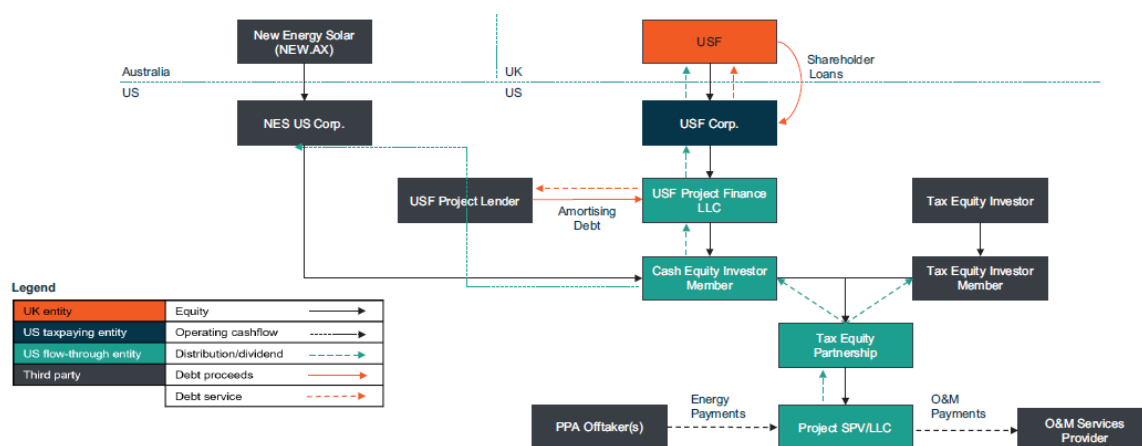 New Energy Solar
(NEW.AX)
USF
Shareholder
Loans
Australia
UK
US
US
NES US Corp.
USF Corp.
USF Project Lender
Amortising
Debt
USF Project Finance
LLC
Tax Equity Investor
Cash Equity Investor
Member
Tax Equity Investor
Member
Legend
UK entity
Equity
US taxpaying entity
Operating cashflow
US flow-through entity
Distribution/dividend
Third party
Debt proceeds
Debt service
Tax Equity
Partnership
Energy
Payments
O&M
Payments
PPA Offtaker(s)
Project SPV/LLC
O&M Services
Provider